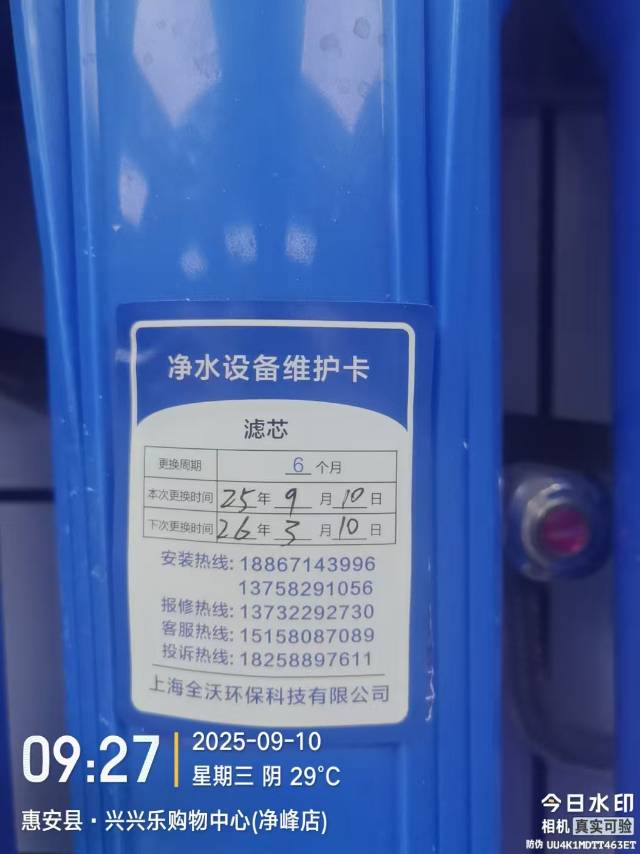 净水设备维护卡
滤芯
更换周期 6 个月
本次更换时间 25 年 9 月 10 日
下次更换时间 26 年 3 月 10 日
安装热线: 18867143996
13758291056
报修热线: 13732292730
客服热线: 15158087089
投诉热线: 18258897611
上海全沃环保科技有限公司
09:27
2025-09-10
星期三 阴 29°C
惠安县·兴兴乐购物中心(净峰店)
今日水印
相机 真实可验
防伪 UU4K1MDTT463ET